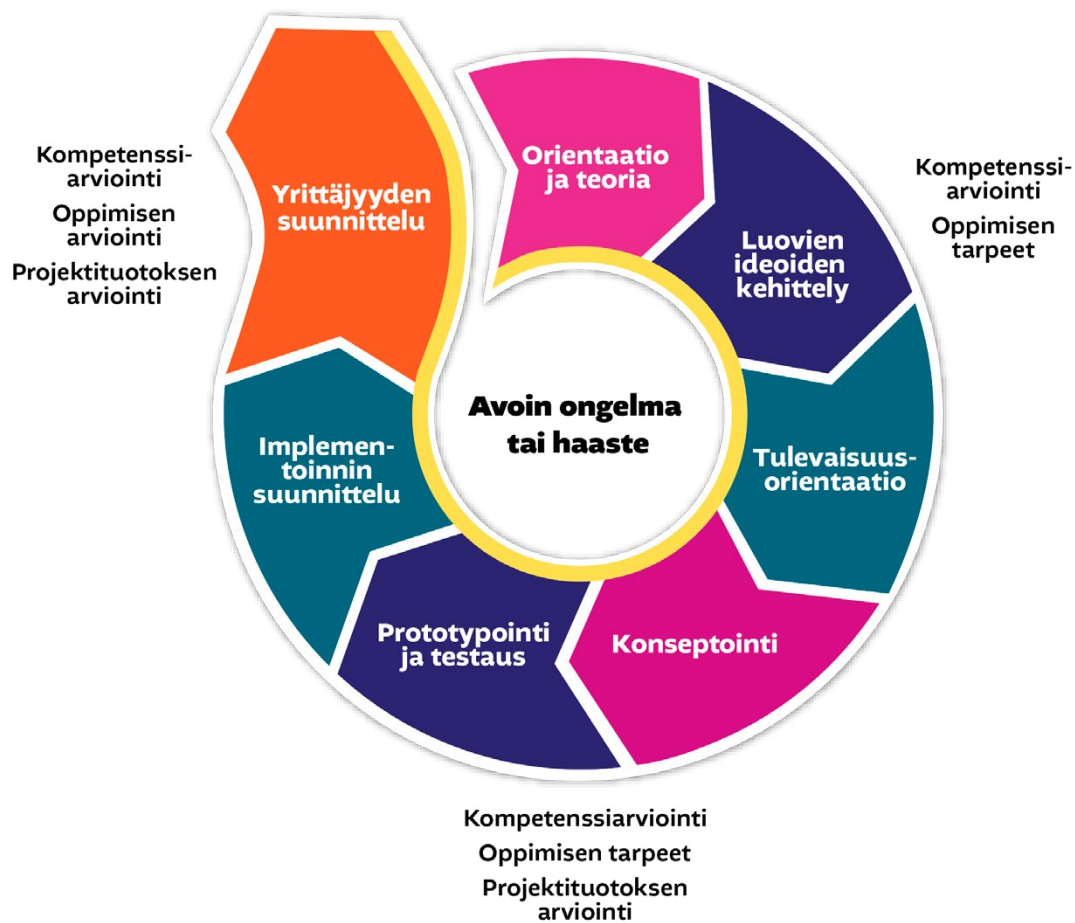 Orientaatio
ja teoria
Luovien
ideoiden
kehittely
Kompetenssi-
arviointi
Oppimisen
tarpeet
Tulevaisuus-
orientaatio
Konseptointi
Kompetenssiarviointi
Oppimisen tarpeet
Projektituotoksen
arviointi
Prototypointi
ja testaus
Implemen-
toinnin
suunnittelu
Yrittäjyyden
suunnittelu
Kompetenssi-
arviointi
Oppimisen
arviointi
Projektituotoksen
arviointi
Avoin ongelma
tai haaste